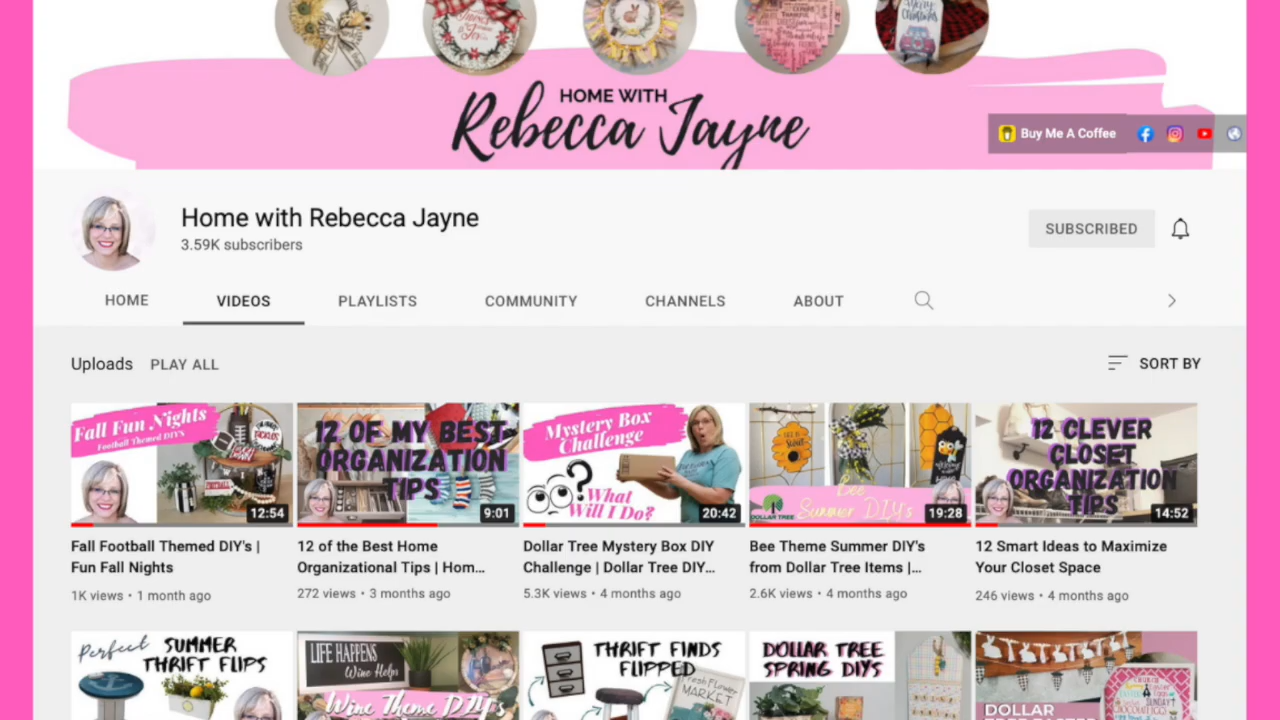 Merry
Christmas
HOME WITH
Rebecca Jayne
Buy Me A Coffee
Home with Rebecca Jayne
3.59K subscribers
SUBSCRIBED
HOME
VIDEOS
PLAYLISTS
COMMUNITY
CHANNELS
ABOUT
Uploads
PLAY ALL
SORT BY
Fall Fun Nights
Football Themed DIY'S
12:54
12 OF MY BEST
ORGANIZATION
TIPS
9:01
Mystery Box
Challenge
What
Will I Do?
20:42
DOLLAR TREE
Bee
Summer DIY's
19:28
12 CLEVER
CLOSET
ORGANIZATION
TIPS
14:52
Fall Football Themed DIY's |
Fun Fall Nights
1K views • 1 month ago
12 of the Best Home
Organizational Tips | Hom...
272 views • 3 months ago
Dollar Tree Mystery Box DIY
Challenge | Dollar Tree DIY...
5.3K views • 4 months ago
Bee Theme Summer DIY's
from Dollar Tree Items |...
2.6K views • 4 months ago
12 Smart Ideas to Maximize
Your Closet Space
246 views • 4 months ago
Perfect SUMMER
THRIFT FLIPS
LIFE HAPPENS
Wine Helps
Wine Theme DIY's
THRIFT FINDS
FLIPPED
Fresh Flower
MARKET
DOLLAR TREE
SPRING DIYS
DOLLAR
TREE EASTER